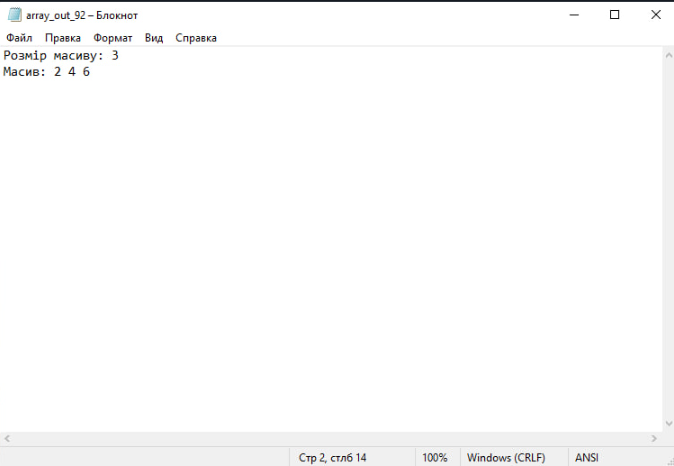 array_out_92 – Блокнот
Файл Правка Формат Вид Справка
Розмір масиву: 3
Масив: 2 4 6
Стр 2, стлб 14 100% Windows (CRLF) ANSI